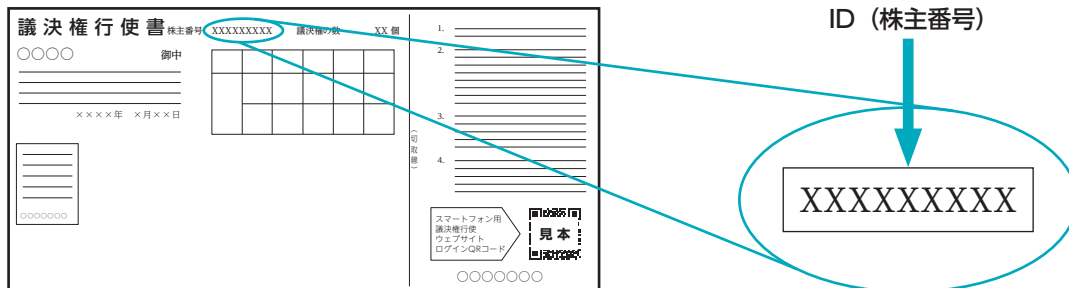 議決権行使書 株主番号 XXXXXXXXX 議決権の数 XX 個
○○○○ 御中
××××年 ×月××日
○○○○○○○
(切取線)
1.
2.
3.
4.
スマートフォン用
議決権行使
ウェブサイト
ログインQRコード
見本
○○○○○○○
ID(株主番号)
XXXXXXXXX